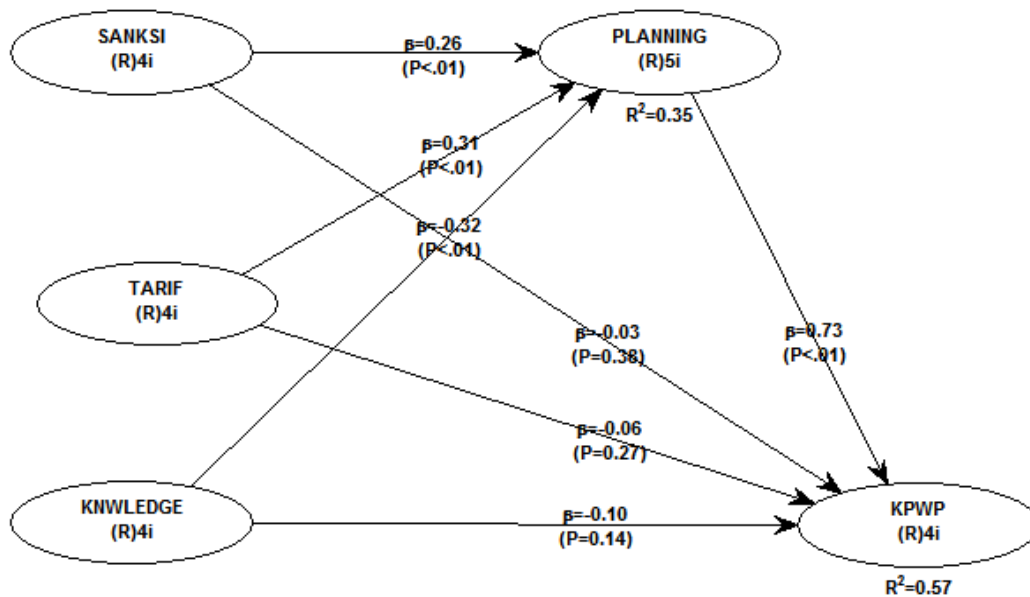 SANKSI
(R)4i
β=0.26
(P<.01)
PLANNING
(R)5i
R²=0.35
β=0.31
(P<.01)
β=-0.32
(P<.01)
TARIF
(R)4i
β=-0.03
(P=0.38)
β=0.73
(P<.01)
β=-0.06
(P=0.27)
KNWLEDGE
(R)4i
β=-0.10
(P=0.14)
KPWP
(R)4i
R²=0.57